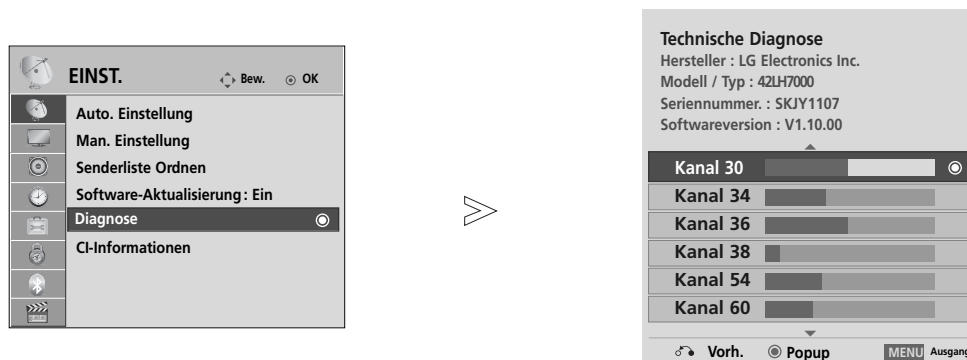 EINST.
Bew.
OK
Auto. Einstellung
Man. Einstellung
Senderliste Ordnen
Software-Aktualisierung : Ein
Diagnose
CI-Informationen
Technische Diagnose
Hersteller : LG Electronics Inc.
Modell / Typ : 42LH7000
Seriennummer. : SKJY1107
Softwareversion : V1.10.00
Kanal 30
Kanal 34
Kanal 36
Kanal 38
Kanal 54
Kanal 60
Vorh.
Popup
MENU Ausgang